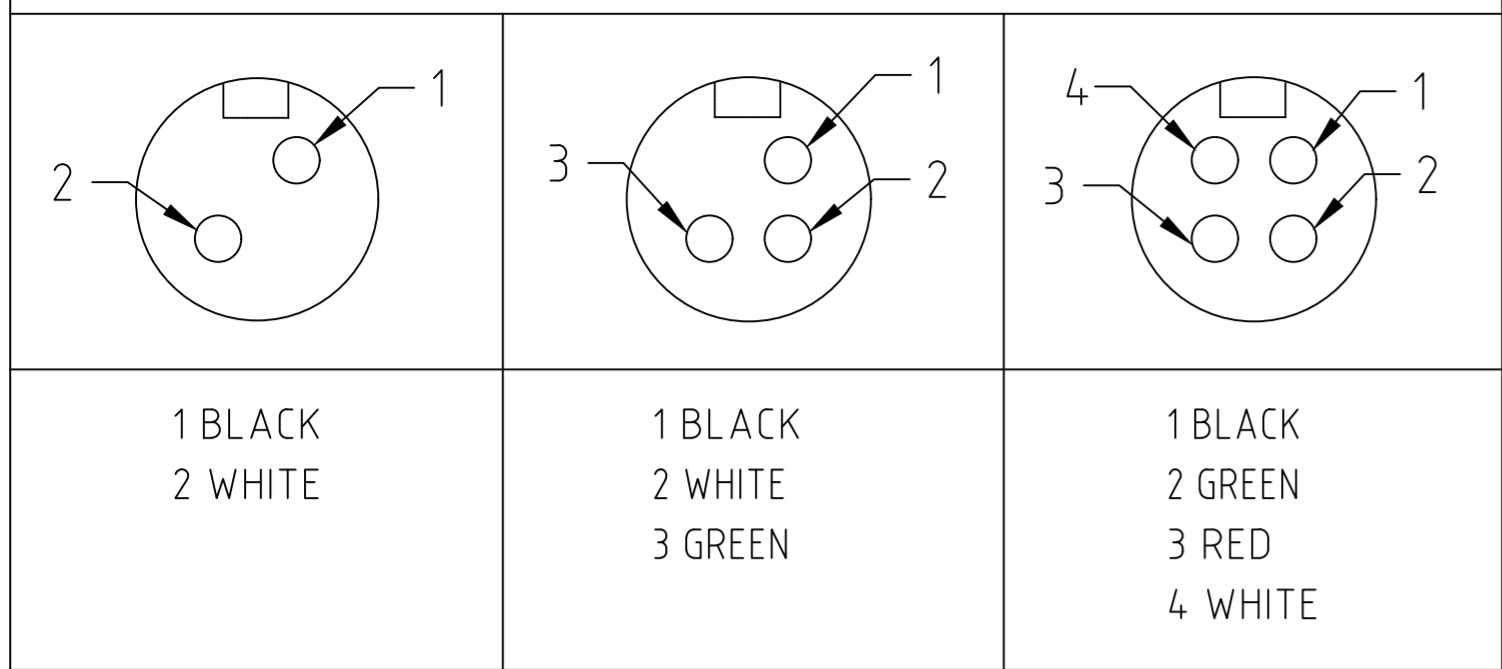 1
2
1
3
2
4
1
3
2
1 BLACK
2 WHITE
1 BLACK
2 WHITE
3 GREEN
1 BLACK
2 GREEN
3 RED
4 WHITE